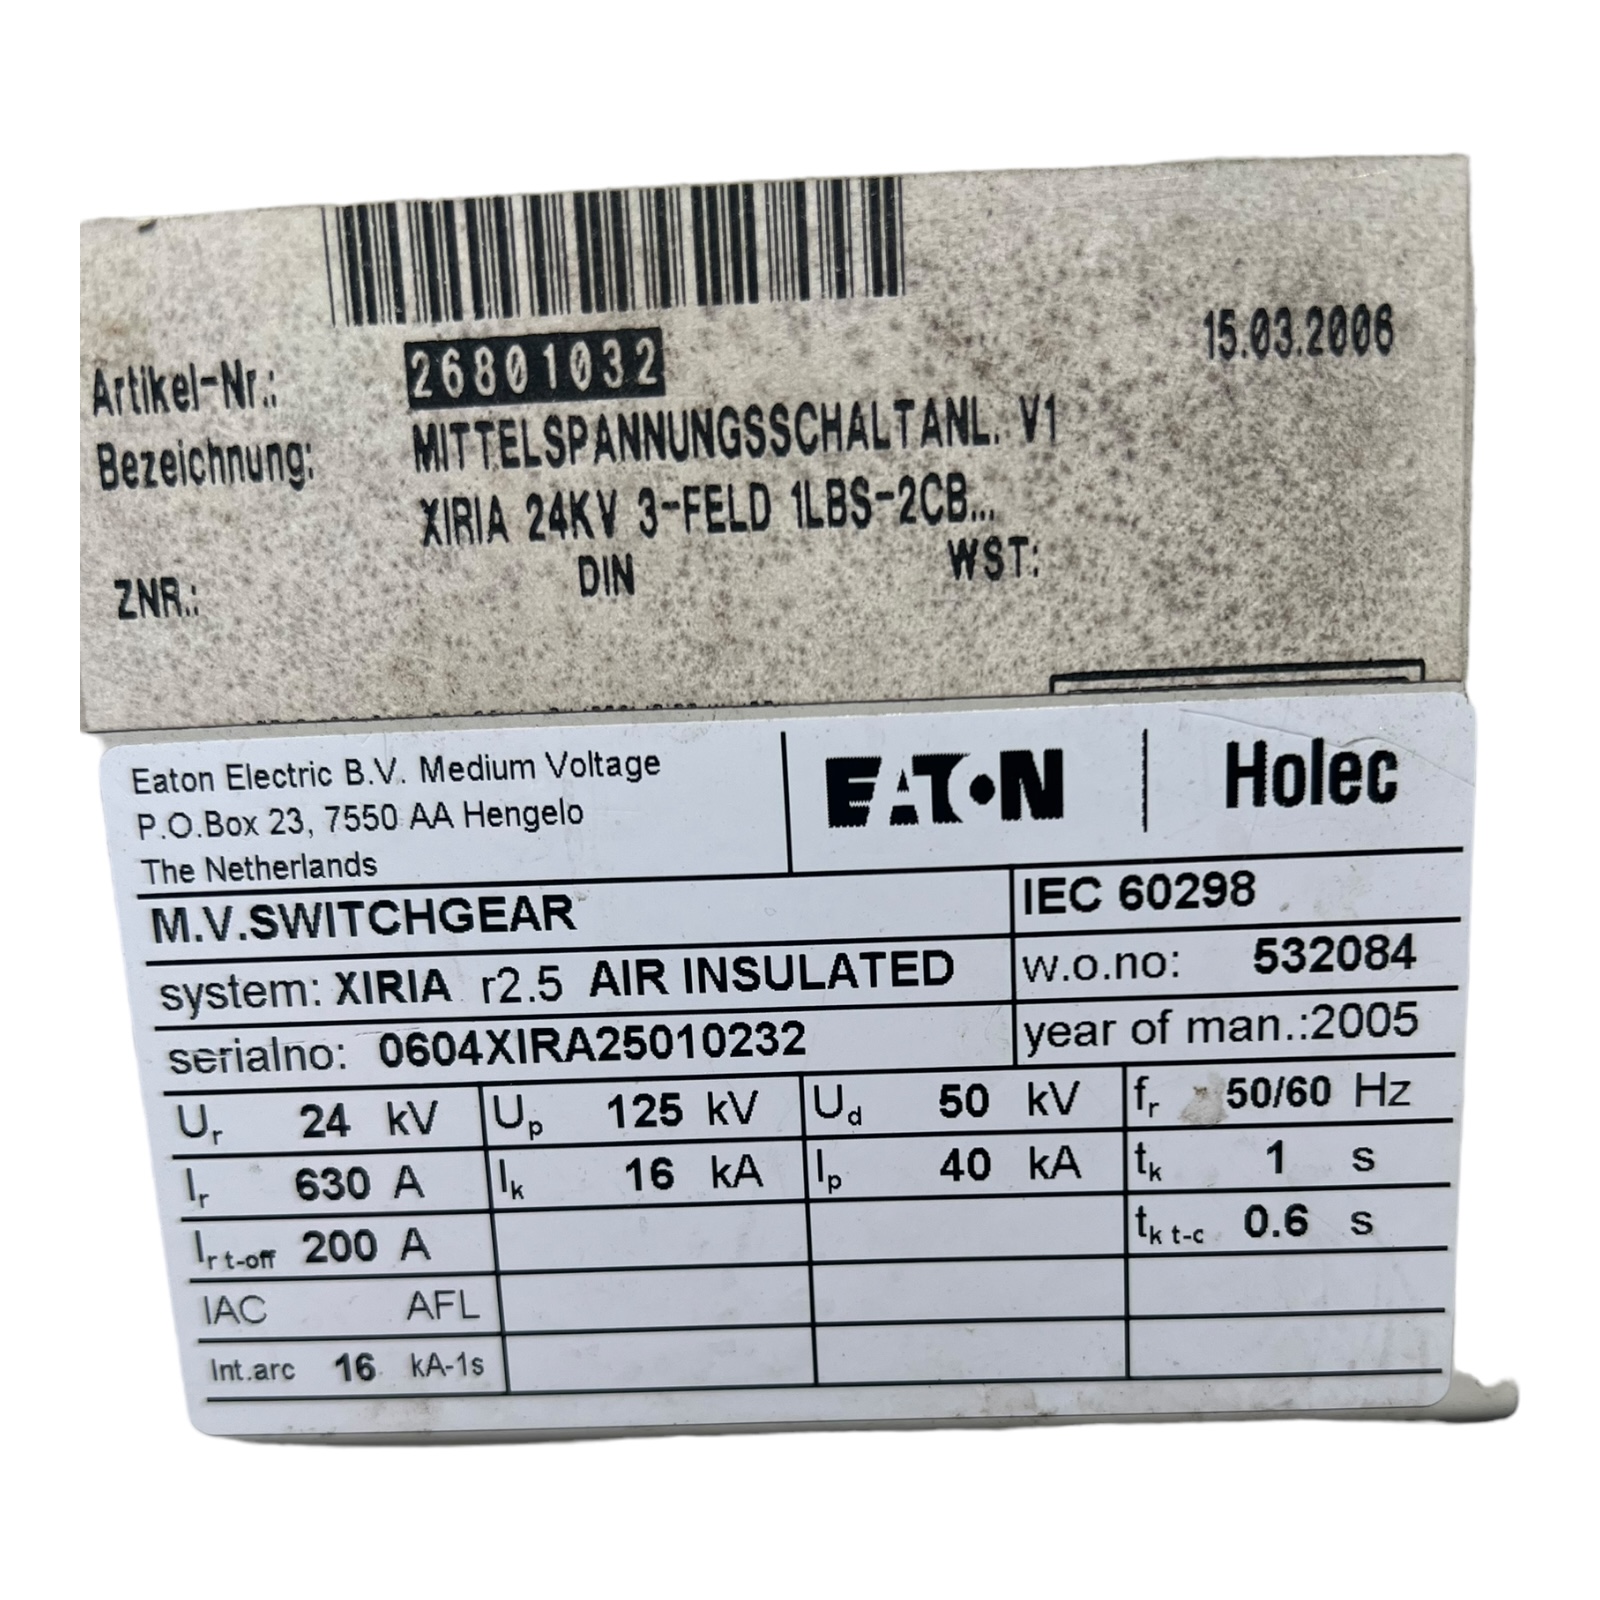 Artikel-Nr.: 26801032 15.03.2006
Bezeichnung: MITTELSPANNUNGSSCHALTANL. V1
XIRIA 24KV 3-FELD 1LBS-2CB...
ZNR.: DIN WST:
Eaton Electric B.V. Medium Voltage
P.O.Box 23, 7550 AA Hengelo
The Netherlands
EATON Holec
M.V.SWITCHGEAR IEC 60298
system: XIRIA r2.5 AIR INSULATED w.o.no: 532084
serialno: 0604XIRA25010232 year of man.:2005
Ur 24 kV Up 125 kV Ud 50 kV fr 50/60 Hz
Ir 630 A Ik 16 kA Ip 40 kA tk 1 s
Ir t-off 200 A tk t-c 0.6 s
IAC AFL
Int.arc 16 kA-1s